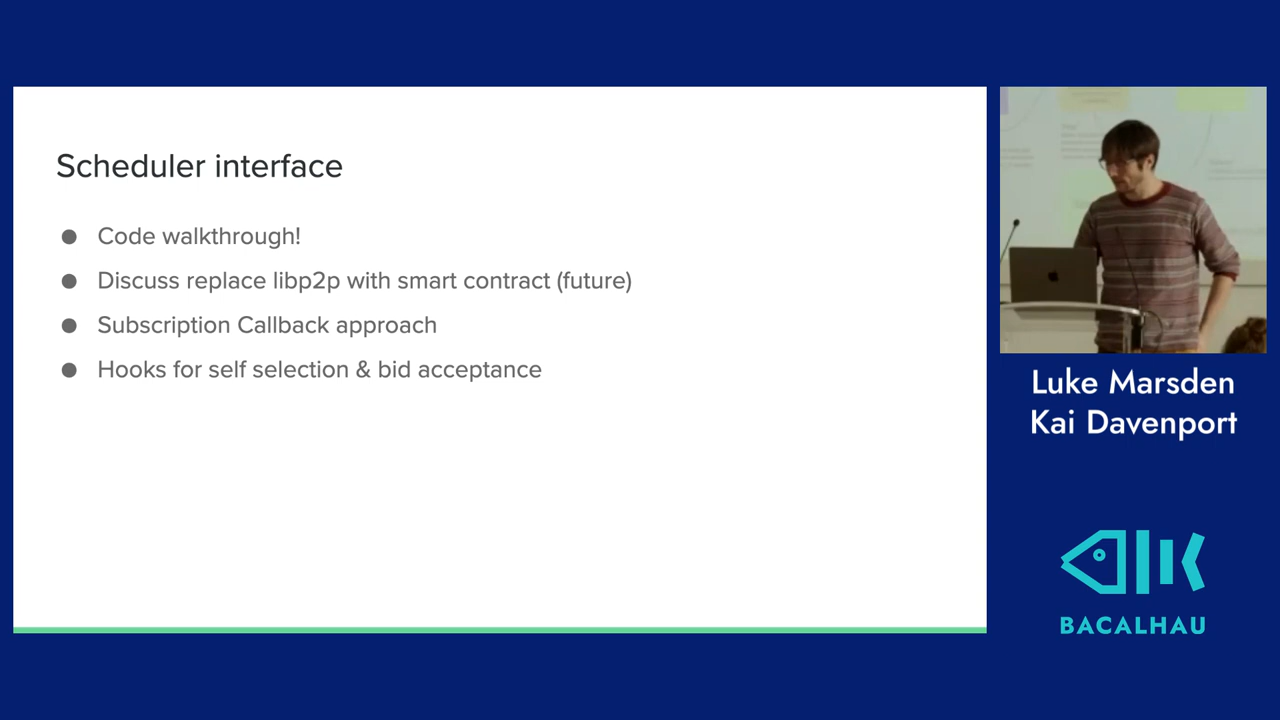 Scheduler interface
● Code walkthrough!
● Discuss replace libp2p with smart contract (future)
● Subscription Callback approach
● Hooks for self selection & bid acceptance
Luke Marsden
Kai Davenport
BACALHAU